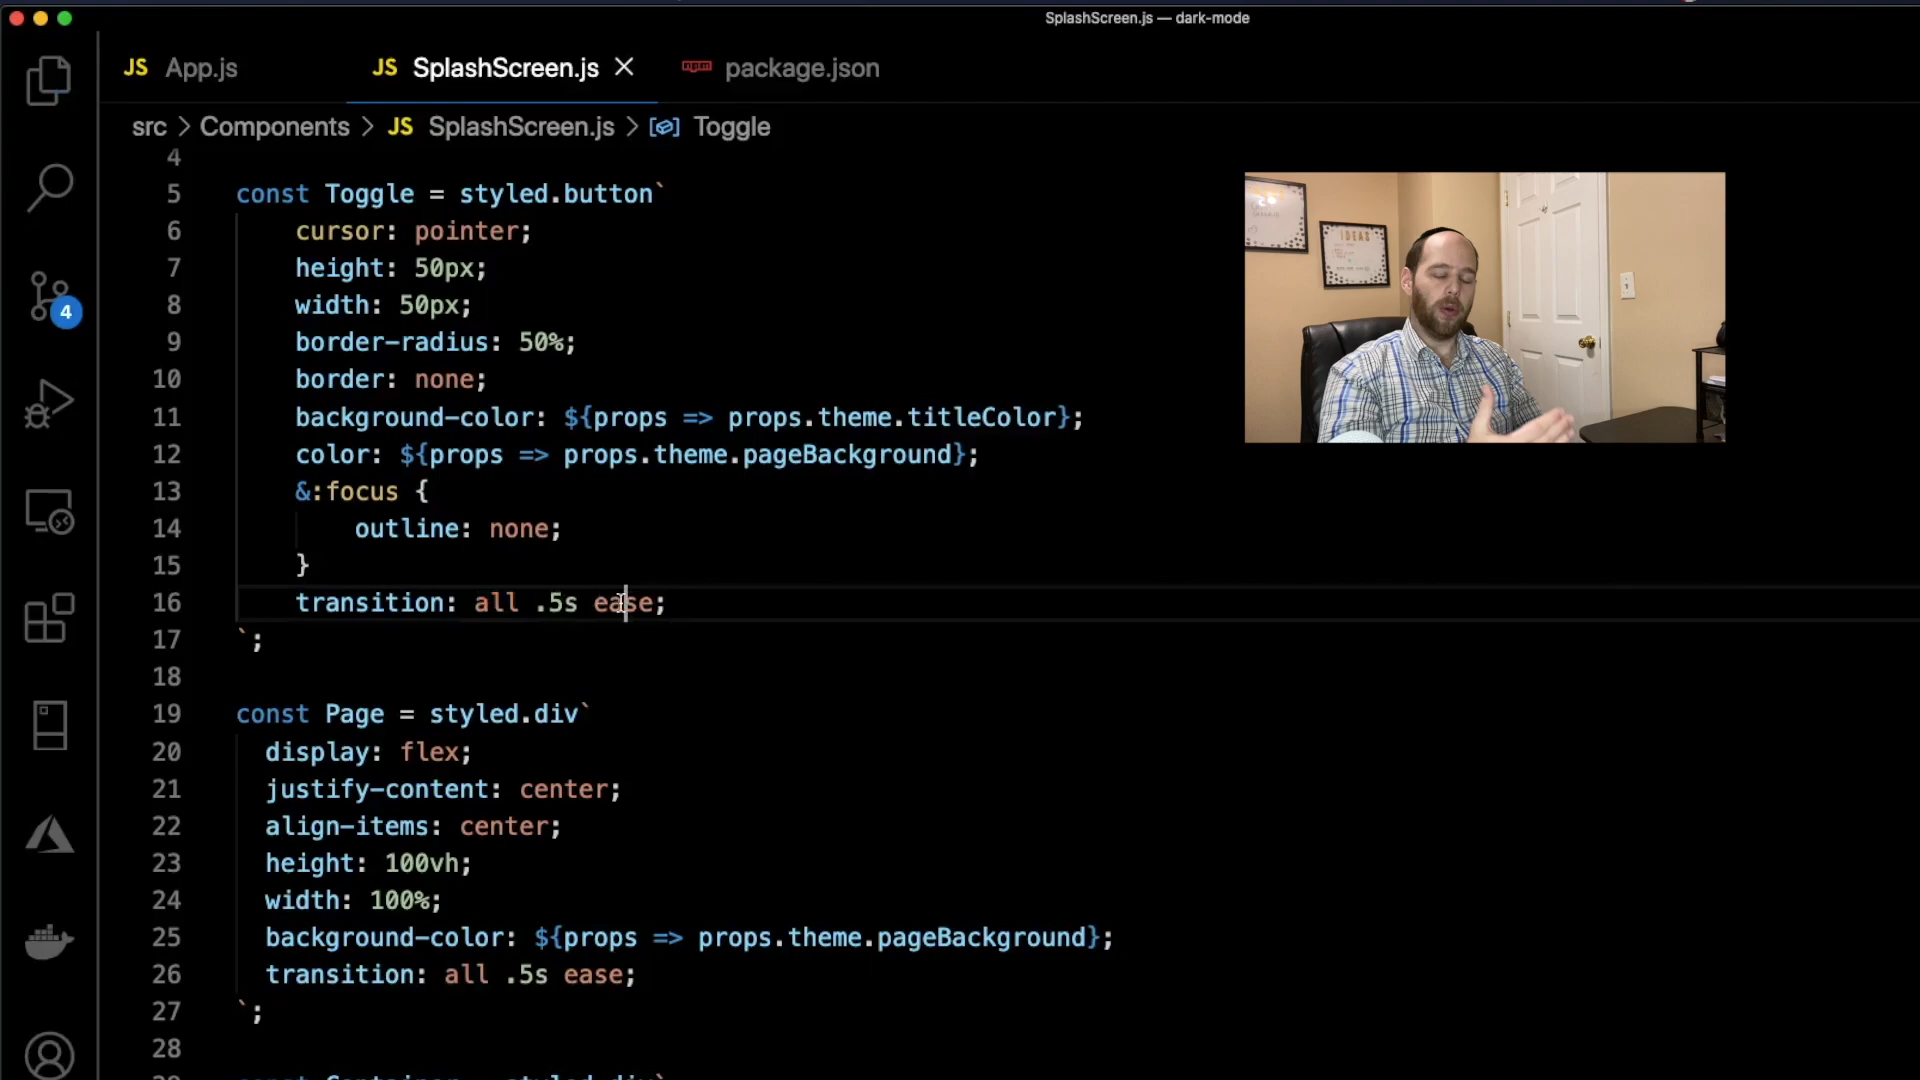 SplashScreen.js — dark-mode
JS App.js
JS SplashScreen.js
npm package.json
src > Components > JS SplashScreen.js > Toggle
4
5 const Toggle = styled.button`
6 cursor: pointer;
7 height: 50px;
8 width: 50px;
9 border-radius: 50%;
10 border: none;
11 background-color: ${props => props.theme.titleColor};
12 color: ${props => props.theme.pageBackground};
13 &:focus {
14 outline: none;
15 }
16 transition: all .5s ease;
17 `;
18
19 const Page = styled.div`
20 display: flex;
21 justify-content: center;
22 align-items: center;
23 height: 100vh;
24 width: 100%;
25 background-color: ${props => props.theme.pageBackground};
26 transition: all .5s ease;
27 `;
28
4
IDEAS